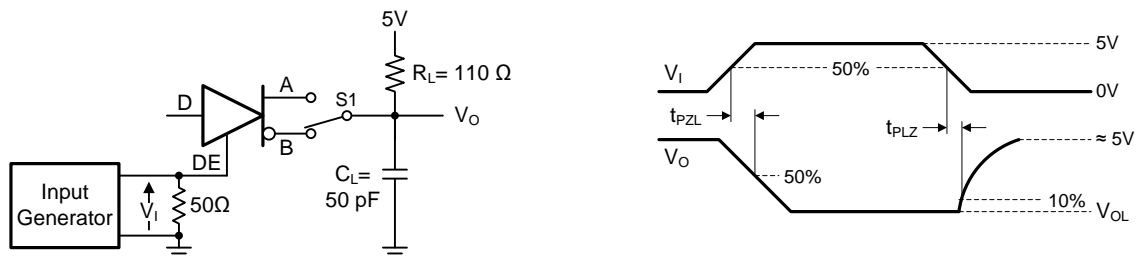 5V
R_L= 110 Ω
A
S1
D
V_O
B
DE
C_L=
50 pF
Input
Generator
V_I
50Ω
5V
V_I
50%
0V
t_PZL
t_PLZ
V_O
≈ 5V
50%
10%
V_OL